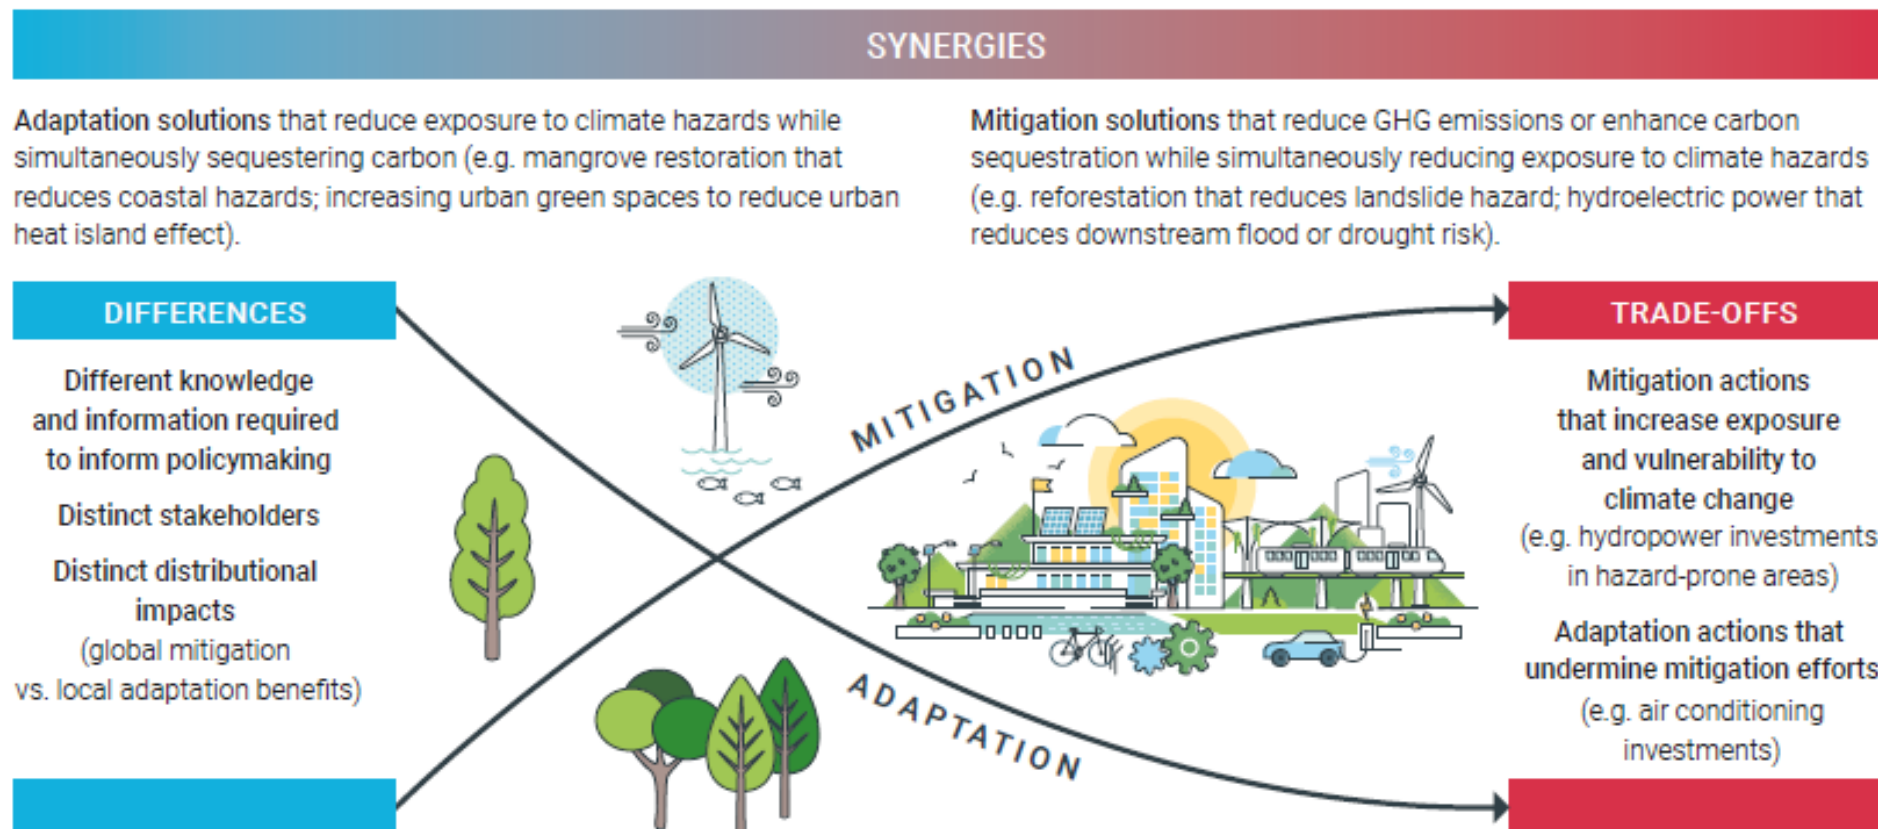 SYNERGIES
Adaptation solutions that reduce exposure to climate hazards while
simultaneously sequestering carbon (e.g. mangrove restoration that
reduces coastal hazards; increasing urban green spaces to reduce urban
heat island effect).
Mitigation solutions that reduce GHG emissions or enhance carbon
sequestration while simultaneously reducing exposure to climate hazards
(e.g. reforestation that reduces landslide hazard; hydroelectric power that
reduces downstream flood or drought risk).
DIFFERENCES
Different knowledge
and information required
to inform policymaking
Distinct stakeholders
Distinct distributional
impacts
(global mitigation
vs. local adaptation benefits)
MITIGATION
ADAPTATION
TRADE-OFFS
Mitigation actions
that increase exposure
and vulnerability to
climate change
(e.g. hydropower investments
in hazard-prone areas)
Adaptation actions that
undermine mitigation efforts
(e.g. air conditioning
investments)